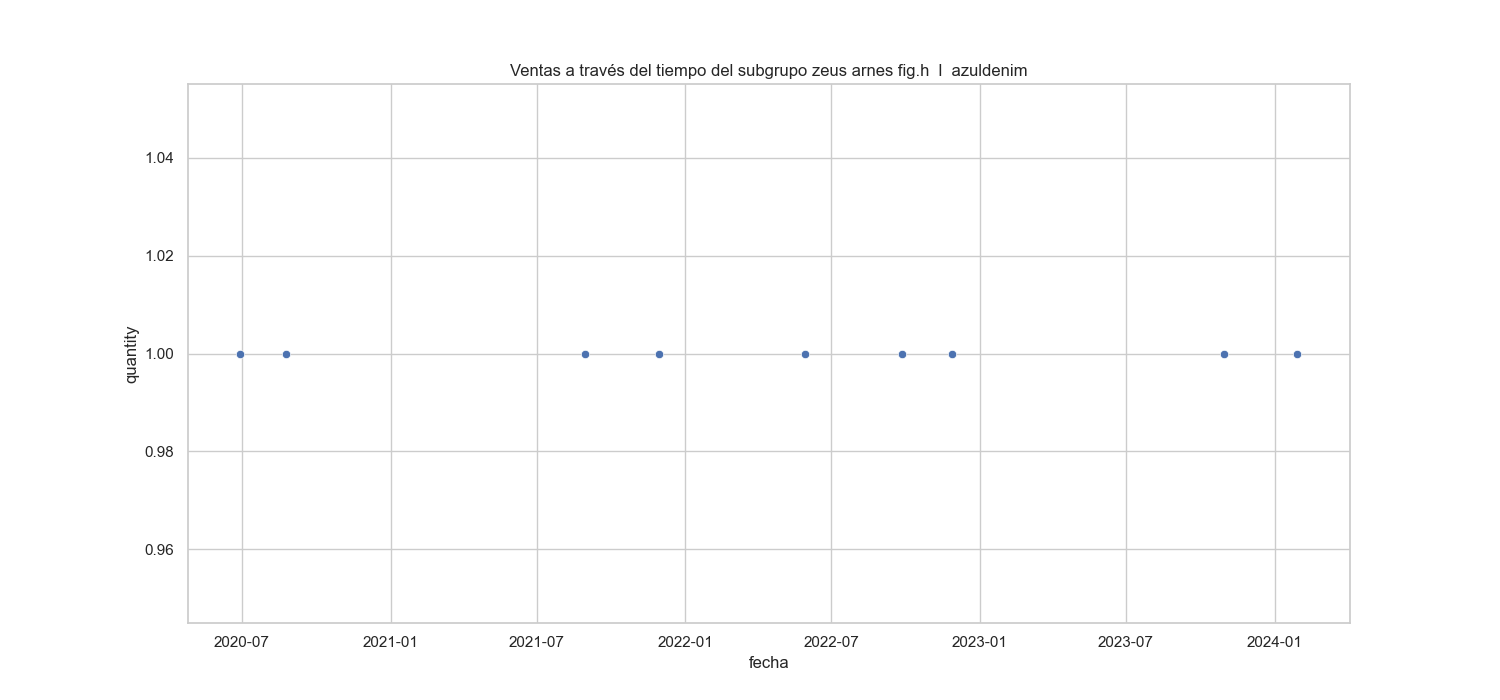 Ventas a través del tiempo del subgrupo zeus arnes fig.h  l  azuldenim
1.04
1.02
1.00
0.98
0.96
quantity
2020-07 2021-01 2021-07 2022-01 2022-07 2023-01 2023-07 2024-01
fecha